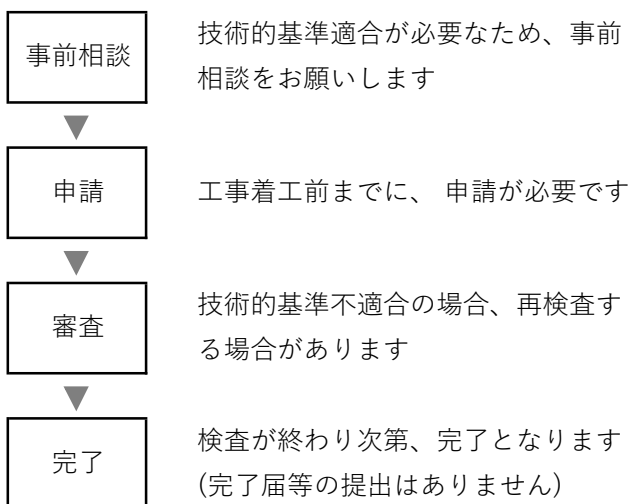 事前相談
技術的基準適合が必要なため、事前
相談をお願いします
申請
工事着工前までに、 申請が必要です
審査
技術的基準不適合の場合、再検査す
る場合があります
完了
検査が終わり次第、完了となります
(完了届等の提出はありません)